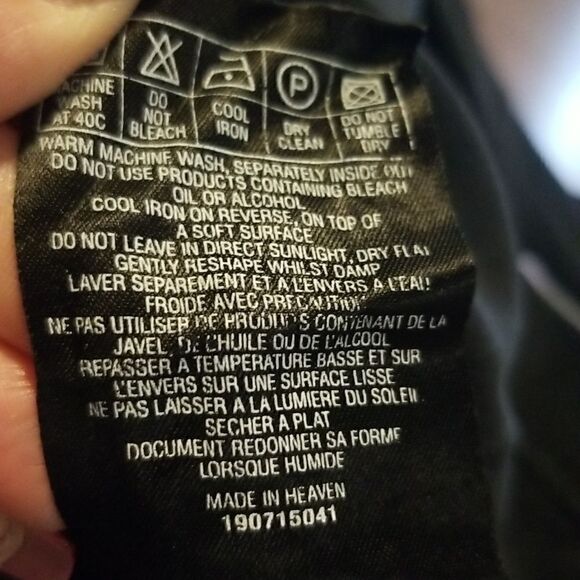 MACHINE WASH AT 40C
DO NOT BLEACH
COOL IRON
P
DRY CLEAN
DO NOT TUMBLE DRY
WARM MACHINE WASH, SEPARATELY INSIDE OUT
DO NOT USE PRODUCTS CONTAINING BLEACH
OIL OR ALCOHOL
COOL IRON ON REVERSE, ON TOP OF
A SOFT SURFACE
DO NOT LEAVE IN DIRECT SUNLIGHT, DRY FLAT
GENTLY RESHAPE WHILST DAMP
LAVER SEPAREMENT ET A L'ENVERS A L'EAU
FROIDE AVEC PRECAUTION
NE PAS UTILISER DE PRODUITS CONTENANT DE LA
JAVEL, DE L'HUILE OU DE L'ALCOOL
REPASSER A TEMPERATURE BASSE ET SUR
L'ENVERS SUR UNE SURFACE LISSE
NE PAS LAISSER A LA LUMIERE DU SOLEIL
SECHER A PLAT
DOCUMENT REDONNER SA FORME
LORSQUE HUMIDE
MADE IN HEAVEN
190715041